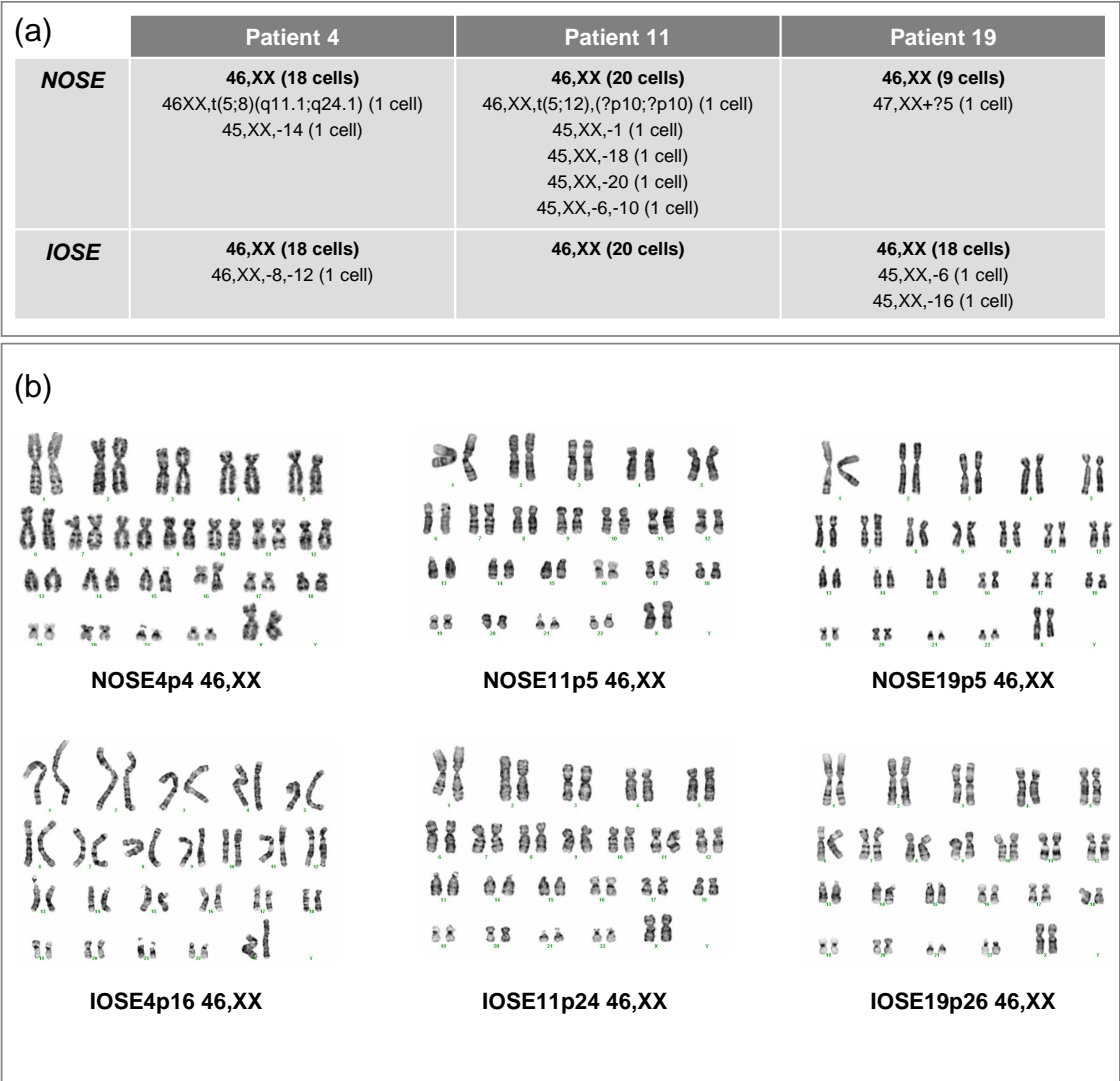 (a)
Patient 4 Patient 11 Patient 19
NOSE
46,XX (18 cells)
46XX,t(5;8)(q11.1;q24.1) (1 cell)
45,XX,-14 (1 cell)
46,XX (20 cells)
46,XX,t(5;12),(?p10;?p10) (1 cell)
45,XX,-1 (1 cell)
45,XX,-18 (1 cell)
45,XX,-20 (1 cell)
45,XX,-6,-10 (1 cell)
46,XX (9 cells)
47,XX+?5 (1 cell)
IOSE
46,XX (18 cells)
46,XX,-8,-12 (1 cell)
46,XX (20 cells)
46,XX (18 cells)
45,XX,-6 (1 cell)
45,XX,-16 (1 cell)
(b)
NOSE4p4 46,XX
NOSE11p5 46,XX
NOSE19p5 46,XX
IOSE4p16 46,XX
IOSE11p24 46,XX
IOSE19p26 46,XX